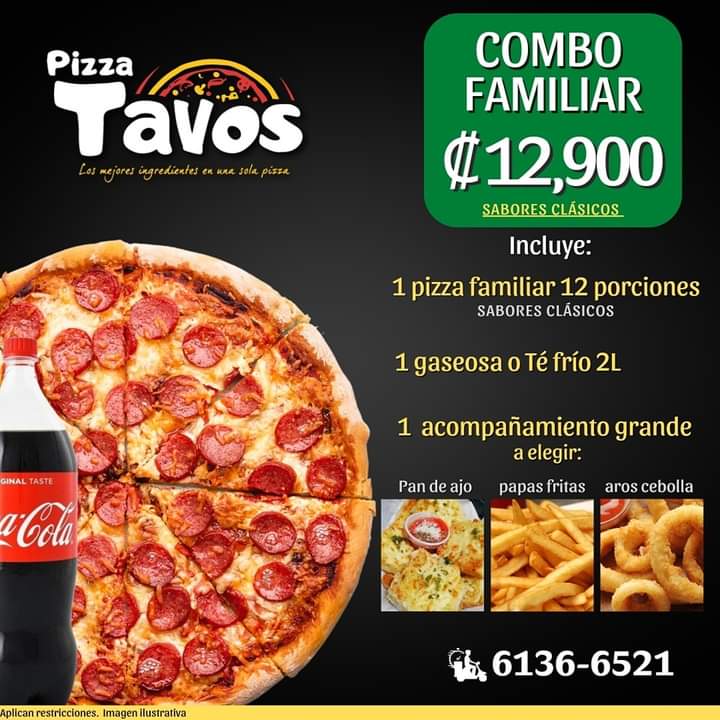 Pizza
Tavos
Los mejores ingredientes en una sola pizza
COMBO
FAMILIAR
₡12,900
SABORES CLÁSICOS
Incluye:
1 pizza familiar 12 porciones
SABORES CLÁSICOS
1 gaseosa o Té frío 2L
1 acompañamiento grande
a elegir:
Pan de ajo papas fritas aros cebolla
GINAL TASTE
a-Cola
6136-6521
Aplican restricciones. Imagen ilustrativa